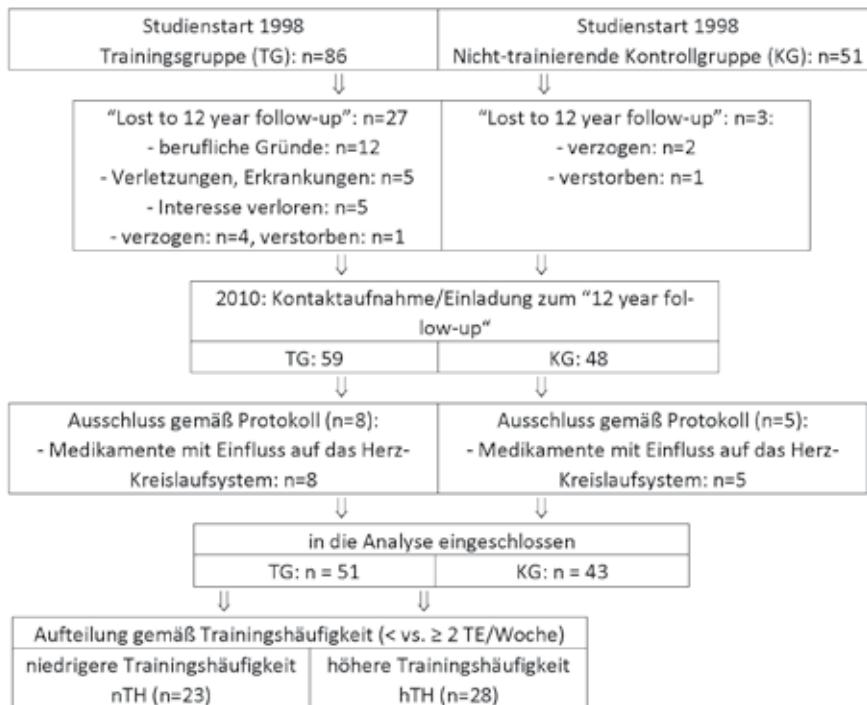 Studienstart 1998
Trainingsgruppe (TG): n=86
Studienstart 1998
Nicht-trainierende Kontrollgruppe (KG): n=51
⇓ ⇓
“Lost to 12 year follow-up”: n=27
- berufliche Gründe: n=12
- Verletzungen, Erkrankungen: n=5
- Interesse verloren: n=5
- verzogen: n=4, verstorben: n=1
“Lost to 12 year follow-up”: n=3:
- verzogen: n=2
- verstorben: n=1
⇓ ⇓
2010: Kontaktaufnahme/Einladung zum “12 year fol-
low-up“
TG: 59
KG: 48
⇓ ⇓
Ausschluss gemäß Protokoll (n=8):
- Medikamente mit Einfluss auf das Herz-
Kreislaufsystem: n=8
Ausschluss gemäß Protokoll (n=5):
- Medikamente mit Einfluss auf das Herz-
Kreislaufsystem: n=5
⇓ ⇓
in die Analyse eingeschlossen
TG: n = 51
KG: n = 43
⇓ ⇓
Aufteilung gemäß Trainingshäufigkeit (< vs. ≥ 2 TE/Woche)
niedrigere Trainingshäufigkeit
nTH (n=23)
höhere Trainingshäufigkeit
hTH (n=28)